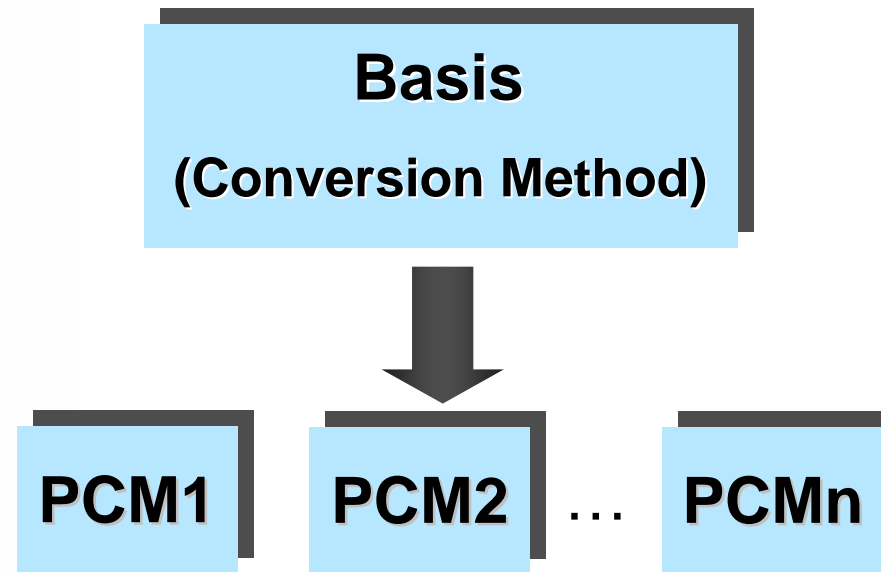 Basis
(Conversion Method)
PCM1 PCM2 … PCMn